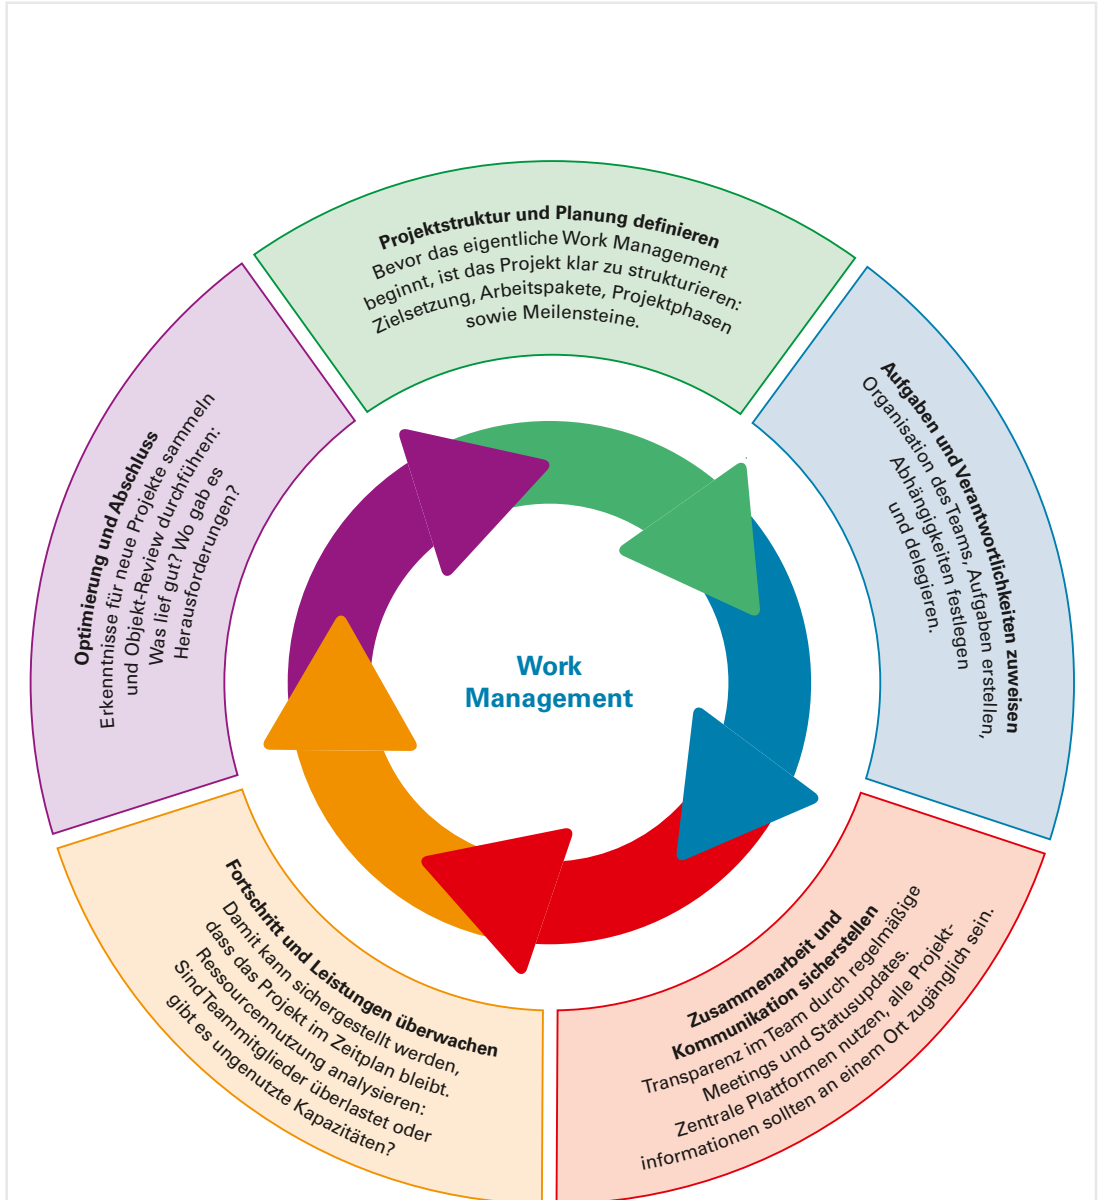 Projektstruktur und Planung definieren
Bevor das eigentliche Work Management
beginnt, ist das Projekt klar zu strukturieren:
Zielsetzung, Arbeitspakete, Projektphasen
sowie Meilensteine.
Aufgaben und Verantwortlichkeiten zuweisen
Organisation des Teams, Aufgaben erstellen,
Abhängigkeiten festlegen
und delegieren.
Zusammenarbeit und
Kommunikation sicherstellen
Transparenz im Team durch regelmäßige
Meetings und Statusupdates.
Zentrale Plattformen nutzen, alle Projekt-
informationen sollten an einem Ort zugänglich sein.
Fortschritt und Leistungen überwachen
Damit kann sichergestellt werden,
dass das Projekt im Zeitplan bleibt.
Ressourcennutzung analysieren:
Sind Teammitglieder überlastet oder
gibt es ungenutzte Kapazitäten?
Optimierung und Abschluss
Erkenntnisse für neue Projekte sammeln
und Objekt-Review durchführen:
Was lief gut? Wo gab es
Herausforderungen?
Work
Management